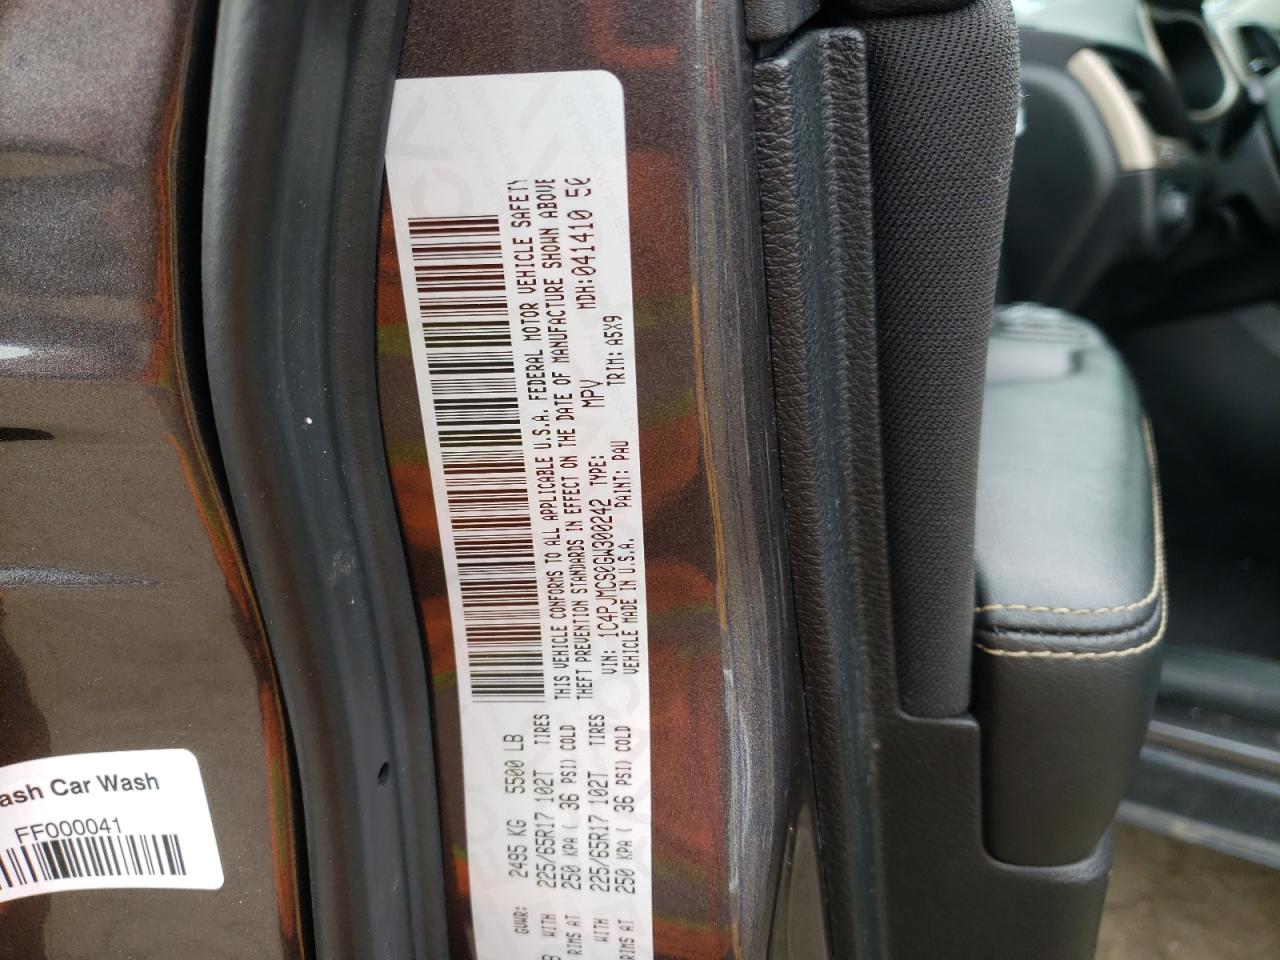 GVWR: 2495 KG 5500 LB
WITH 225/65R17 102T TIRES
RIMS AT 250 KPA ( 36 PSI) COLD
WITH 225/65R17 102T TIRES
RIMS AT 250 KPA ( 36 PSI) COLD
THIS VEHICLE CONFORMS TO ALL APPLICABLE U.S.A. FEDERAL MOTOR VEHICLE SAFETY
THEFT PREVENTION STANDARDS IN EFFECT ON THE DATE OF MANUFACTURE SHOWN ABOVE
VIN: 1C4PJMCS0GW300242 TYPE: MPV MDH:041410
VEHICLE MADE IN U.S.A. PAINT: PAU TRIM: A5X9
ash Car Wash
FF000041